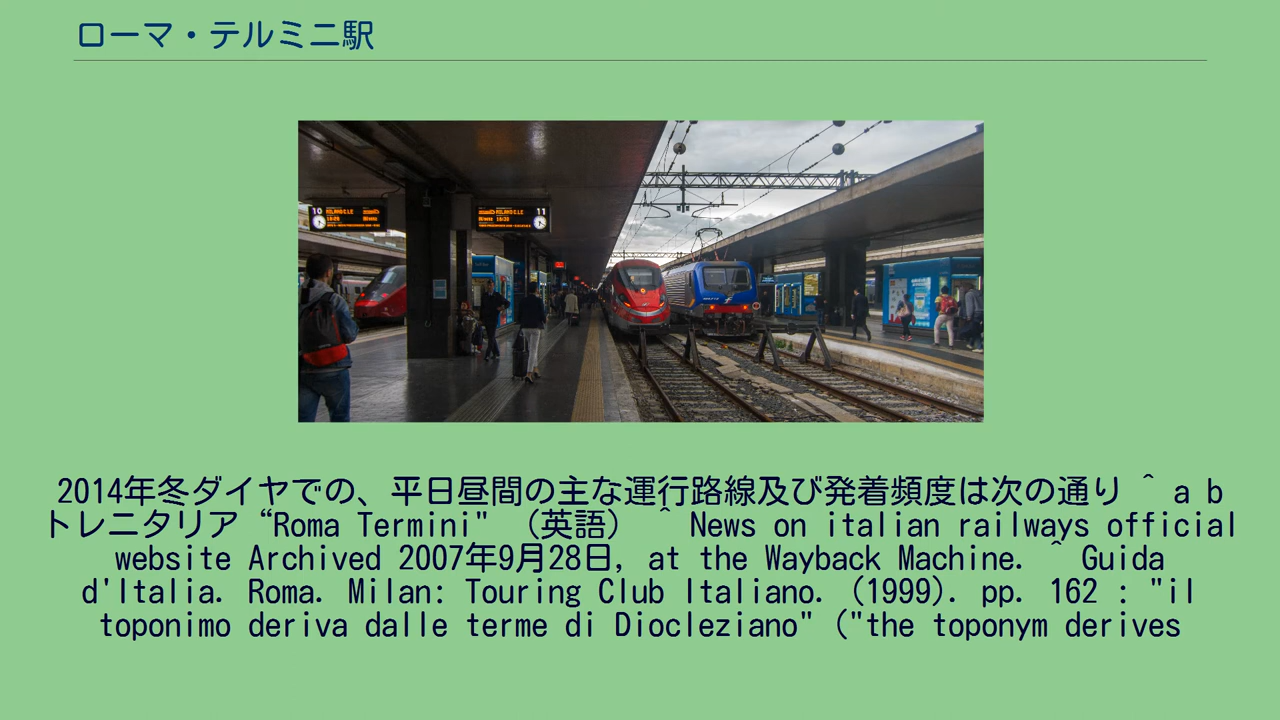 ローマ・テルミニ駅
10
11
2014年冬ダイヤでの、平日昼間の主な運行路線及び発着頻度は次の通り ^ a b
トレニタリア “Roma Termini" （英語） ^ News on italian railways official
website Archived 2007年9月28日, at the Wayback Machine. ^ Guida
d'Italia. Roma. Milan: Touring Club Italiano. (1999). pp. 162 : "il
toponimo deriva dalle terme di Diocleziano" ("the toponym derives